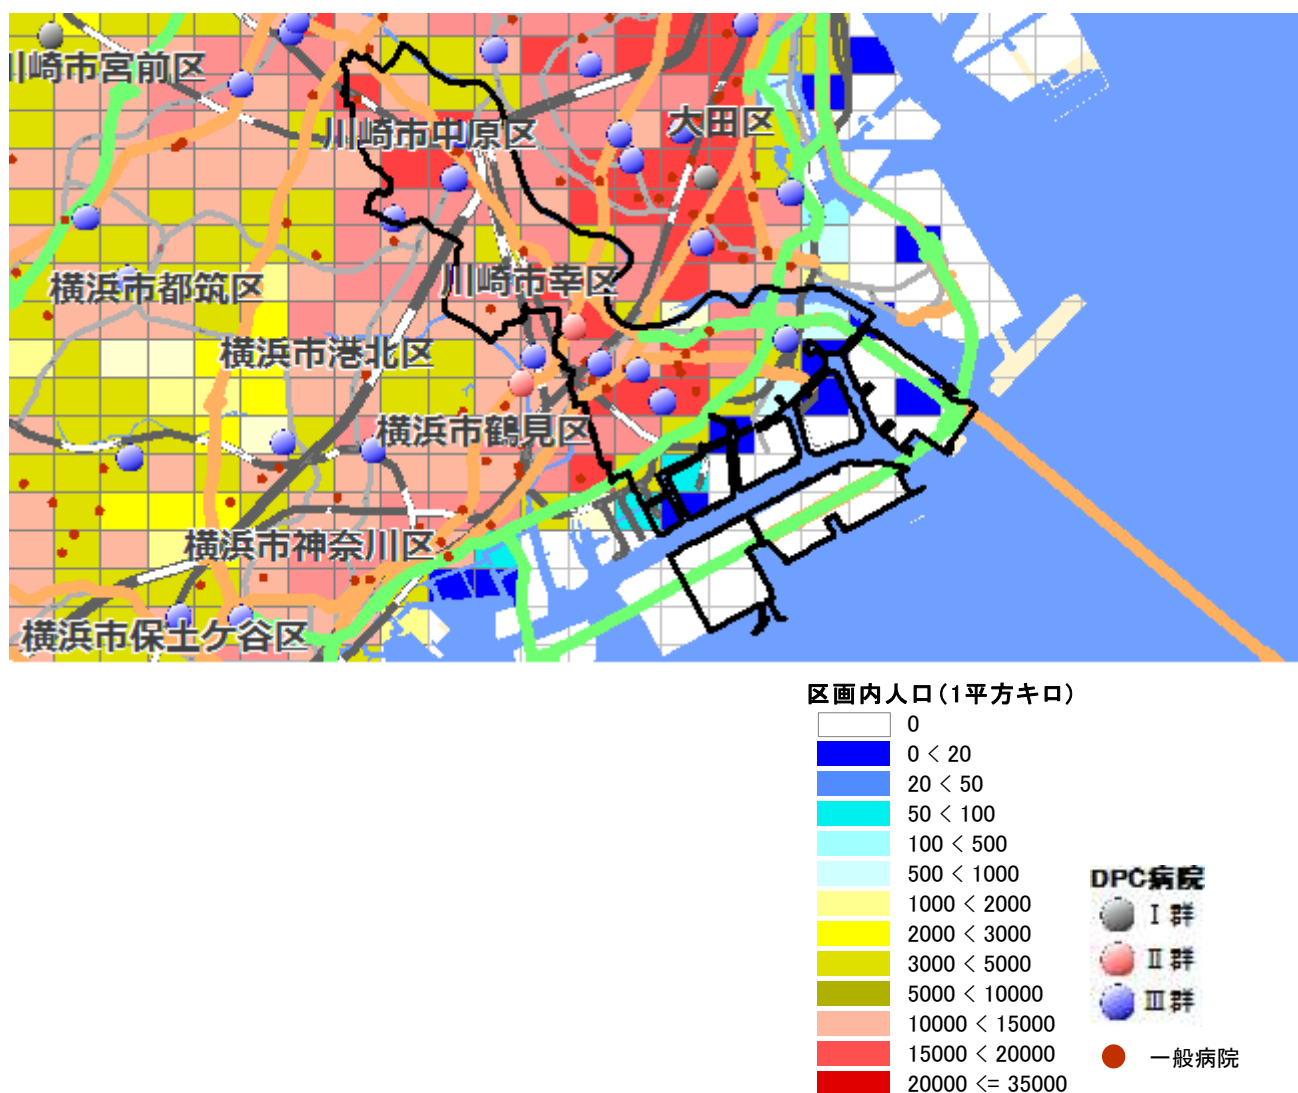 川崎市宮前区
川崎市中原区
大田区
横浜市都筑区
川崎市幸区
横浜市港北区
横浜市鶴見区
横浜市神奈川区
横浜市保土ケ谷区
区画内人口(1平方キロ)
0
0 < 20
20 < 50
50 < 100
100 < 500
500 < 1000
1000 < 2000
2000 < 3000
3000 < 5000
5000 < 10000
10000 < 15000
15000 < 20000
20000 <= 35000
DPC病院
Ⅰ群
Ⅱ群
Ⅲ群
一般病院